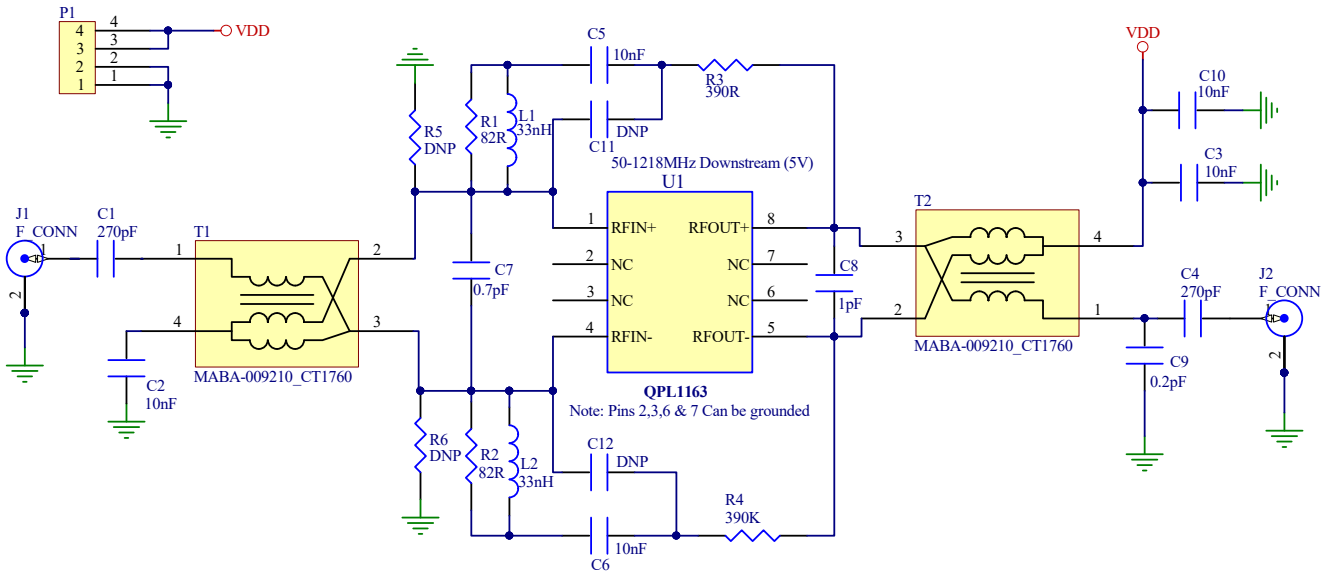 P1
4
4
3
3
2
2
1
1
VDD
J1
F_CONN
1
2
C1
270pF
T1
1
2
3
4
MABA-009210_CT1760
C2
10nF
R5
DNP
R1
82R
L1
33nH
C5
10nF
C11
DNP
R3
390R
50-1218MHz Downstream (5V)
U1
1
RFIN+
RFOUT+
8
2
NC
NC
7
3
NC
NC
6
4
RFIN-
RFOUT-
5
QPL1163
Note: Pins 2,3,6 & 7 Can be grounded
C7
0.7pF
C8
1pF
R6
DNP
R2
82R
L2
33nH
C12
DNP
C6
10nF
R4
390K
T2
3
4
2
1
MABA-009210_CT1760
VDD
C10
10nF
C3
10nF
C4
270pF
C9
0.2pF
J2
F_CONN
1
2